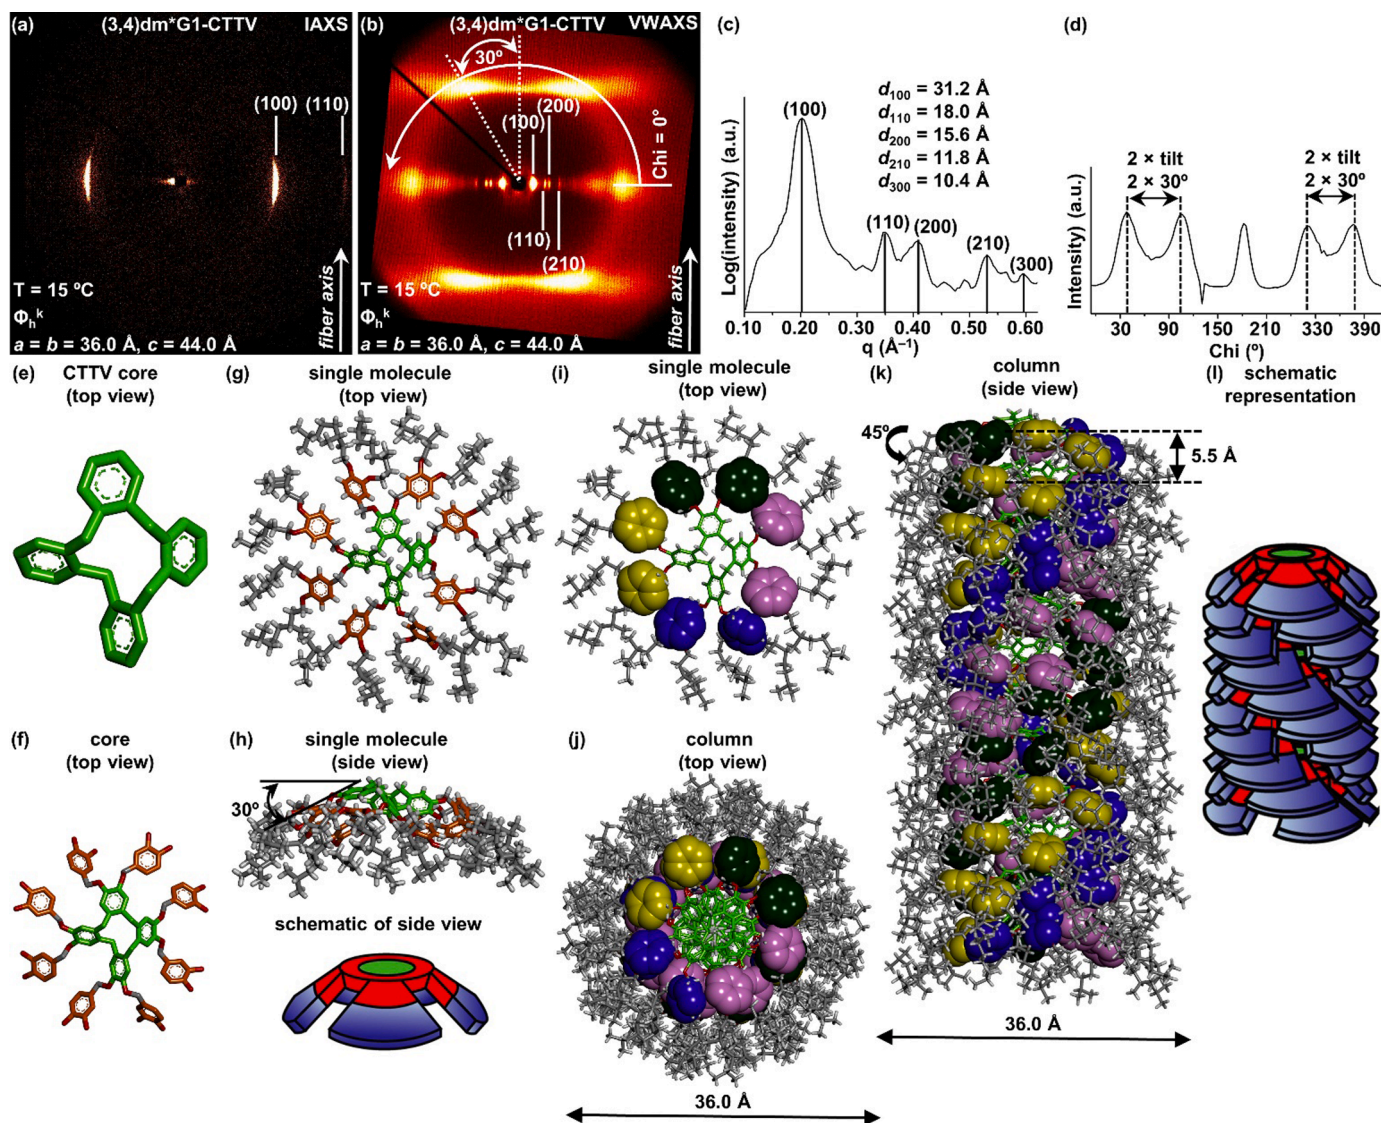 (a)
(3,4)dm*G1-CTTV
IAXS
(100)
(110)
T = 15 ºC
Φhk
a = b = 36.0 Å, c = 44.0 Å
fiber axis
(b)
(3,4)dm*G1-CTTV
VWAXS
30º
(200)
(100)
Chi = 0°
(110)
(210)
T = 15 ºC
Φhk
a = b = 36.0 Å, c = 44.0 Å
fiber axis
(c)
d100 = 31.2 Å
d110 = 18.0 Å
d200 = 15.6 Å
d210 = 11.8 Å
d300 = 10.4 Å
(100)
(110)
(200)
(210)
(300)
Log(intensity) (a.u.)
0.10 0.20 0.30 0.40 0.50 0.60
q (Å⁻¹)
(d)
2 × tilt
2 × 30º
2 × tilt
2 × 30º
Intensity (a.u.)
30 90 150 210 270 330 390
Chi (º)
(e)
CTTV core
(top view)
(f)
core
(top view)
(g)
single molecule
(top view)
(h)
single molecule
(side view)
30º
schematic of side view
(i)
single molecule
(top view)
(j)
column
(top view)
36.0 Å
(k)
column
(side view)
45º
5.5 Å
36.0 Å
(l)
schematic
representation